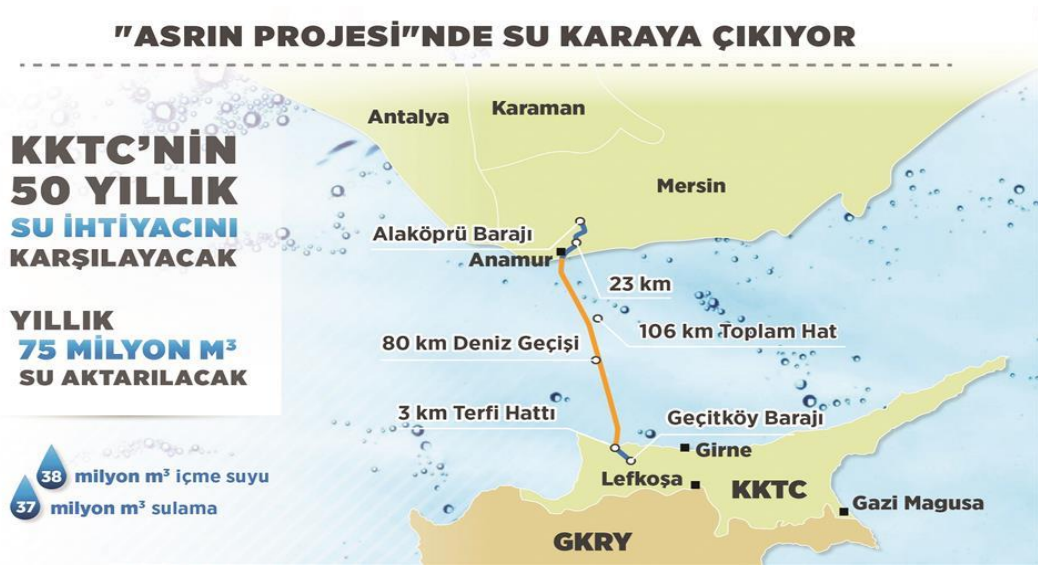 "ASRIN PROJESİ"NDE SU KARAYA ÇIKIYOR
KKTC'NİN
50 YILLIK
SU İHTİYACINI
KARŞILAYACAK
YILLIK
75 MİLYON M³
SU AKTARILACAK
38 milyon m³ içme suyu
37 milyon m³ sulama
Antalya
Karaman
Mersin
Alaköprü Barajı
Anamur
23 km
106 km Toplam Hat
80 km Deniz Geçişi
3 km Terfi Hattı
Geçitköy Barajı
Girne
Lefkoşa
KKTC
Gazi Magusa
GKRY